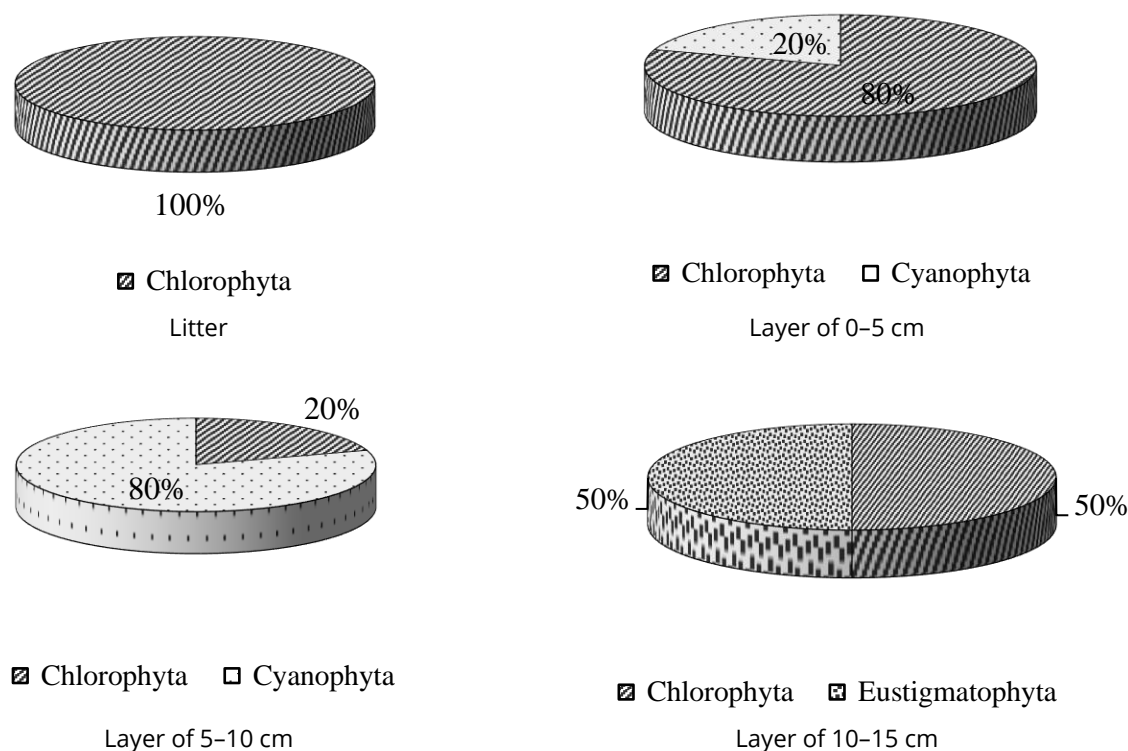 100%
Chlorophyta
Litter
20%
80%
Chlorophyta Cyanophyta
Layer of 0–5 cm
20%
80%
Chlorophyta Cyanophyta
Layer of 5–10 cm
50%
50%
Chlorophyta Eustigmatophyta
Layer of 10–15 cm